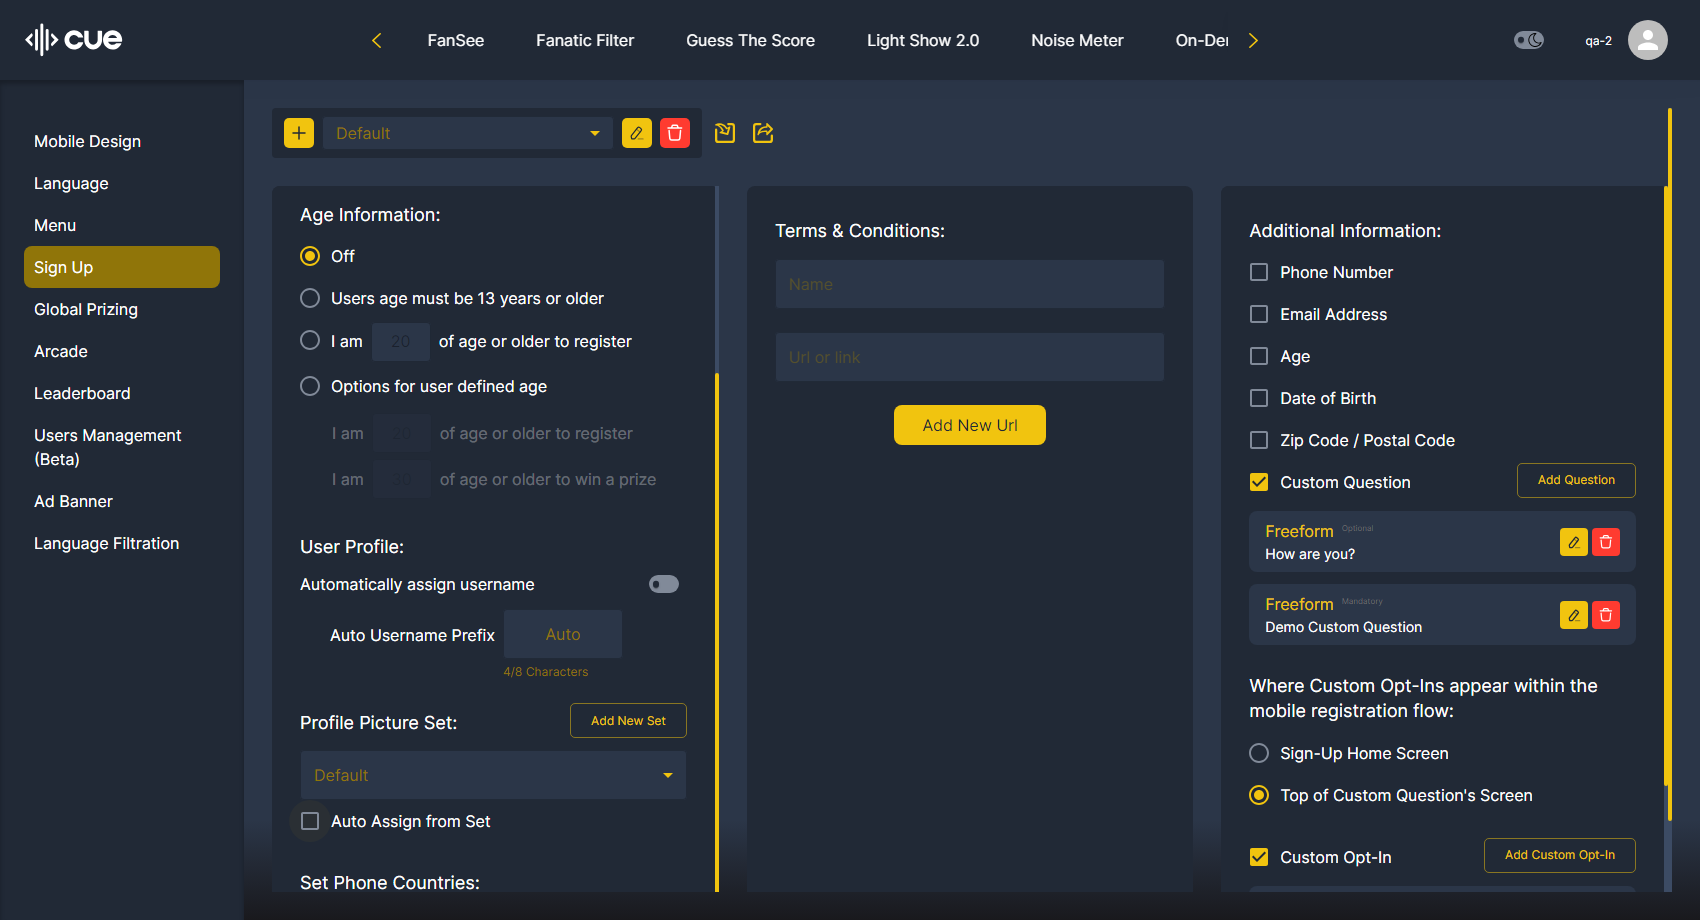 cue
FanSee
Fanatic Filter
Guess The Score
Light Show 2.0
Noise Meter
On-De
qa-2
Mobile Design
Language
Menu
Sign Up
Global Prizing
Arcade
Leaderboard
Users Management
(Beta)
Ad Banner
Language Filtration
Default
Age Information:
Off
Users age must be 13 years or older
I am 20 of age or older to register
Options for user defined age
I am 20 of age or older to register
I am of age or older to win a prize
User Profile:
Automatically assign username
Auto Username Prefix Auto
4/8 Characters
Profile Picture Set: Add New Set
Default
Auto Assign from Set
Set Phone Countries:
Terms & Conditions:
Name
Url or link
Add New Url
Additional Information:
Phone Number
Email Address
Age
Date of Birth
Zip Code / Postal Code
Custom Question Add Question
Freeform Optional
How are you?
Freeform Mandatory
Demo Custom Question
Where Custom Opt-Ins appear within the
mobile registration flow:
Sign-Up Home Screen
Top of Custom Question's Screen
Custom Opt-In Add Custom Opt-In